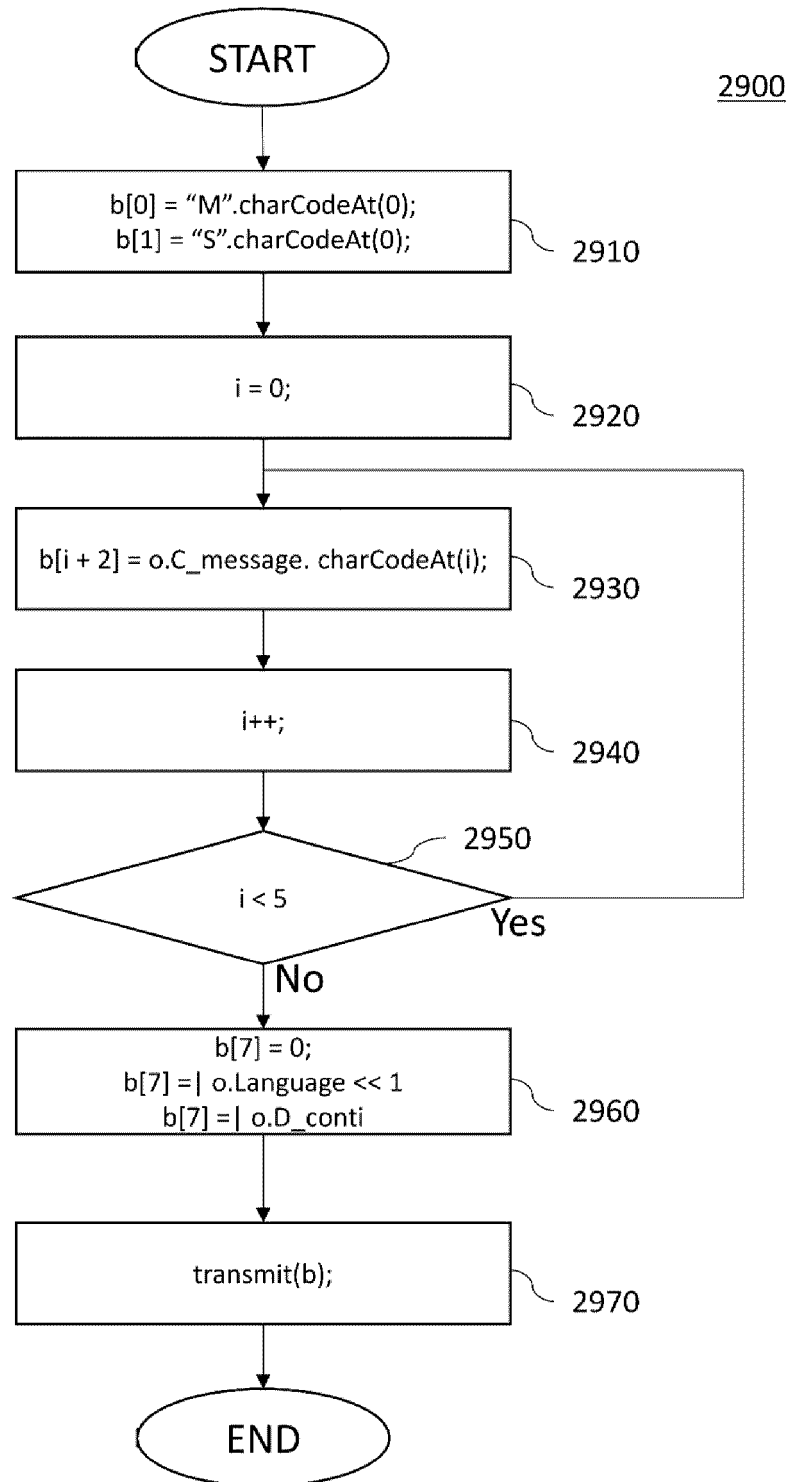 START
2900
b[0] = “M”.charCodeAt(0);
b[1] = “S”.charCodeAt(0);
2910
i = 0;
2920
b[i + 2] = o.C_message. charCodeAt(i);
2930
i++;
2940
2950
i < 5
Yes
No
b[7] = 0;
b[7] =| o.Language << 1
b[7] =| o.D_conti
2960
transmit(b);
2970
END